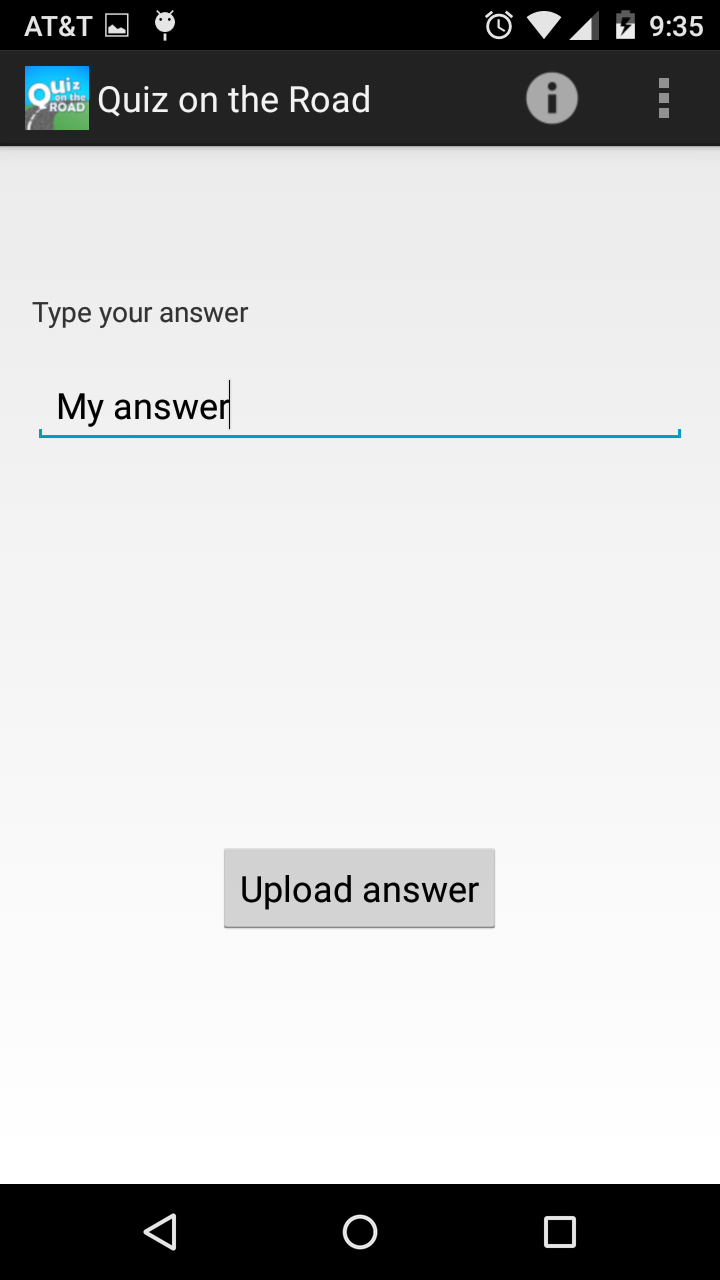 AT&T 9:35
Quiz on the ROAD Quiz on the Road
Type your answer
My answer
Upload answer